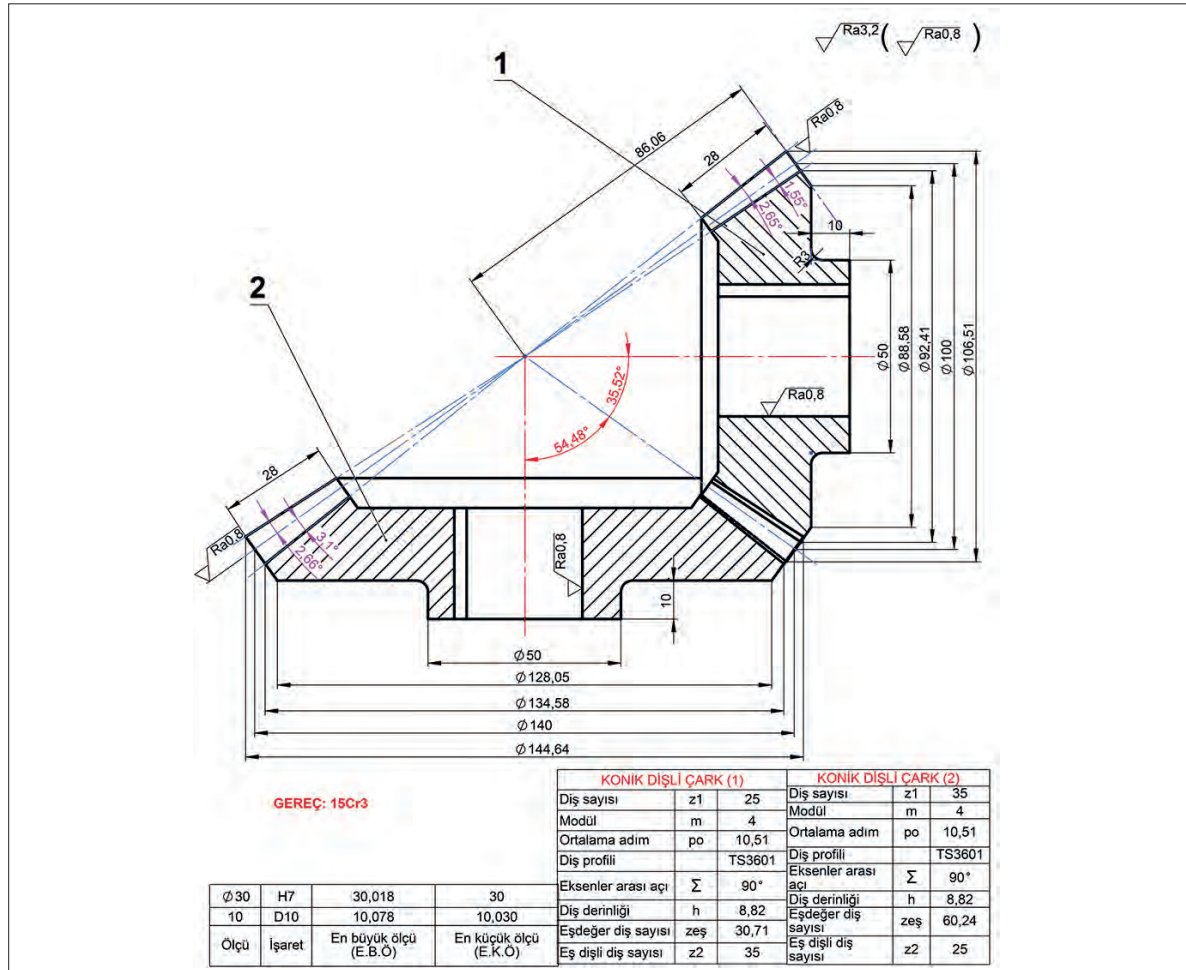 Ra3,2 ( Ra0,8 )
1
Ra0,8
86,06
28
1,55°
2,65°
10
R3
2
Ø50
Ø88,58
Ø92,41
Ø100
Ø106,51
35,52°
54,48°
Ra0,8
28
Ra0,8
3,1°
2,66°
Ra0,8
10
Ø50
Ø128,05
Ø134,58
Ø140
Ø144,64
GEREÇ: 15Cr3
KONİK DİŞLİ ÇARK (1)
Diş sayısı z1 25
Modül m 4
Ortalama adım po 10,51
Diş profili TS3601
Eksenler arası açı Σ 90°
Diş derinliği h 8,82
Eşdeğer diş sayısı zeş 30,71
Eş dişli diş sayısı z2 35
KONİK DİŞLİ ÇARK (2)
Diş sayısı z1 35
Modül m 4
Ortalama adım po 10,51
Diş profili TS3601
Eksenler arası
açı Σ 90°
Diş derinliği h 8,82
Eşdeğer diş
sayısı zeş 60,24
Eş dişli diş
sayısı z2 25
Ø30 H7 30,018 30
10 D10 10,078 10,030
Ölçü İşaret En büyük ölçü En küçük ölçü
(E.B.Ö) (E.K.Ö)